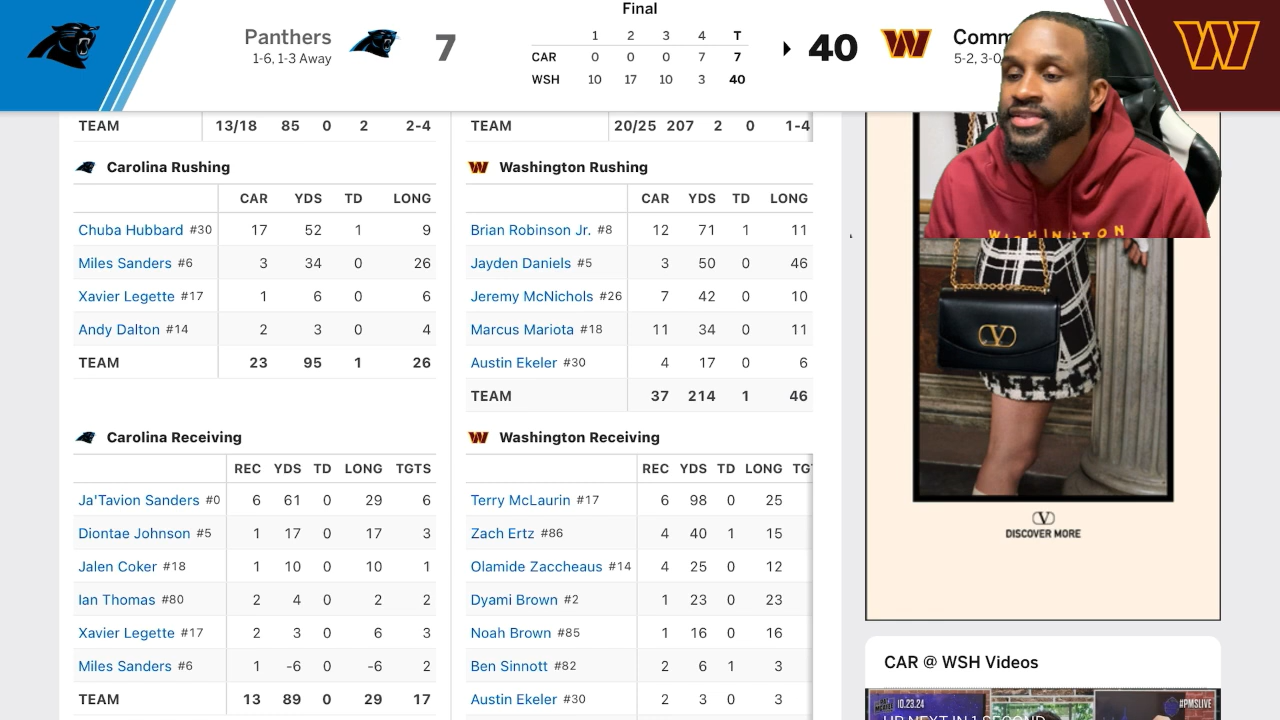 Final
Panthers
1-6, 1-3 Away
7
1 2 3 4 T
CAR 0 0 0 7 7
WSH 10 17 10 3 40
40
W
Comm
5-2, 3-0
W
TEAM 13/18 85 0 2 2-4
TEAM 20/25 207 2 0 1-4
Carolina Rushing
CAR YDS TD LONG
Chuba Hubbard #30 17 52 1 9
Miles Sanders #6 3 34 0 26
Xavier Legette #17 1 6 0 6
Andy Dalton #14 2 3 0 4
TEAM 23 95 1 26
W Washington Rushing
CAR YDS TD LONG
Brian Robinson Jr. #8 12 71 1 11
Jayden Daniels #5 3 50 0 46
Jeremy McNichols #26 7 42 0 10
Marcus Mariota #18 11 34 0 11
Austin Ekeler #30 4 17 0 6
TEAM 37 214 1 46
Carolina Receiving
REC YDS TD LONG TGTS
Ja'Tavion Sanders #0 6 61 0 29 6
Diontae Johnson #5 1 17 0 17 3
Jalen Coker #18 1 10 0 10 1
Ian Thomas #80 2 4 0 2 2
Xavier Legette #17 2 3 0 6 3
Miles Sanders #6 1 -6 0 -6 2
TEAM 13 89 0 29 17
W Washington Receiving
REC YDS TD LONG TG
Terry McLaurin #17 6 98 0 25
Zach Ertz #86 4 40 1 15
Olamide Zaccheaus #14 4 25 0 12
Dyami Brown #2 1 23 0 23
Noah Brown #85 1 16 0 16
Ben Sinnott #82 2 6 1 3
Austin Ekeler #30 2 -1 0 3
WASHINGTON
V
V
DISCOVER MORE
CAR @ WSH Videos
10.23.24
#PMSLIVE
UP NEXT IN 1 SECOND